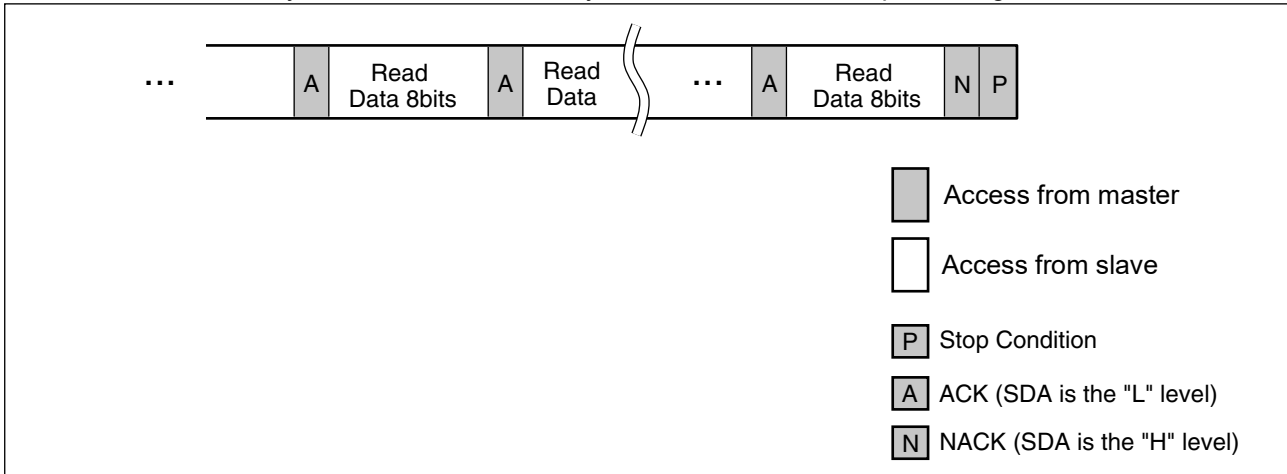 ... A Read Data 8bits A Read Data ... A Read Data 8bits N P
Access from master
Access from slave
P Stop Condition
A ACK (SDA is the "L" level)
N NACK (SDA is the "H" level)